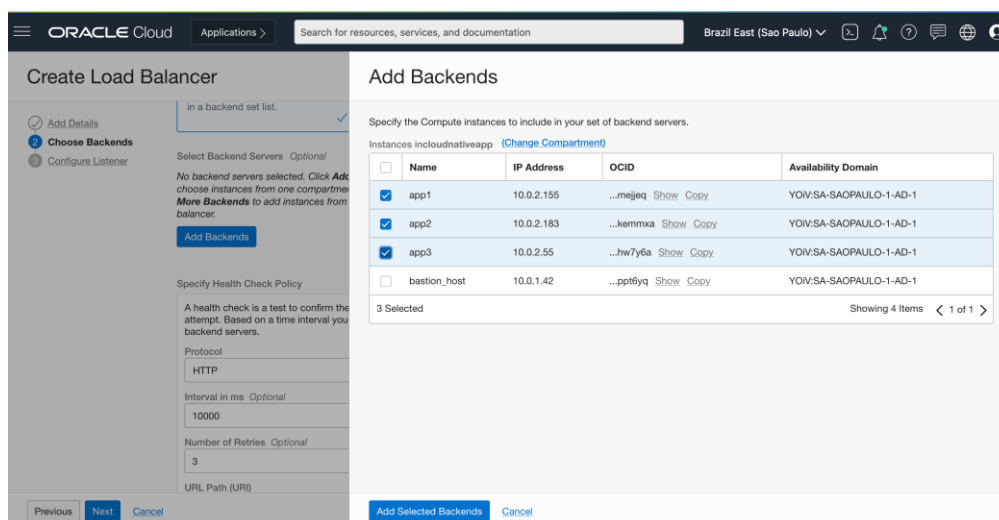 ORACLE Cloud
Applications >
Search for resources, services, and documentation
Brazil East (Sao Paulo)
Create Load Balancer
Add Details
2 Choose Backends
3 Configure Listener
in a backend set list.
Select Backend Servers Optional
No backend servers selected. Click Add
choose instances from one compartme
More Backends to add instances from
balancer.
Add Backends
Specify Health Check Policy
A health check is a test to confirm the
attempt. Based on a time interval you
backend servers.
Protocol
HTTP
Interval in ms Optional
10000
Number of Retries Optional
3
URL Path (URI)
Previous Next Cancel
Add Backends
Specify the Compute instances to include in your set of backend servers.
Instances incloudnativeapp (Change Compartment)
Name IP Address OCID Availability Domain
app1 10.0.2.155 ...mejjeq Show Copy YOiV:SA-SAOPAULO-1-AD-1
app2 10.0.2.183 ...kemmxa Show Copy YOiV:SA-SAOPAULO-1-AD-1
app3 10.0.2.55 ...hw7y6a Show Copy YOiV:SA-SAOPAULO-1-AD-1
bastion_host 10.0.1.42 ...ppt6yq Show Copy YOiV:SA-SAOPAULO-1-AD-1
3 Selected Showing 4 Items < 1 of 1 >
Add Selected Backends Cancel